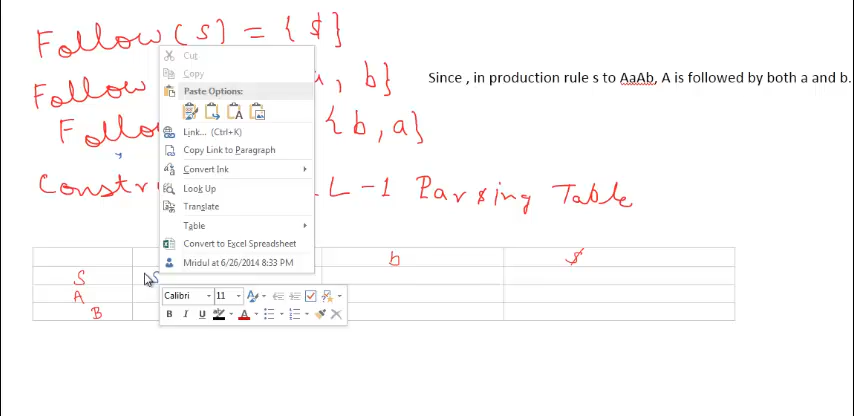 Follow(S) = {$}
Follow , b}
Since , in production rule s to AaAb, A is followed by both a and b.
Follo {b, a}
Constr LL-1 Parsing Table
Cut
Copy
Paste Options:
Link... (Ctrl+K)
Copy Link to Paragraph
Convert Ink
Look Up
Translate
Table
Convert to Excel Spreadsheet
Mridul at 6/26/2014 8:33 PM
b $
S
A
B
Calibri 11
B I U A